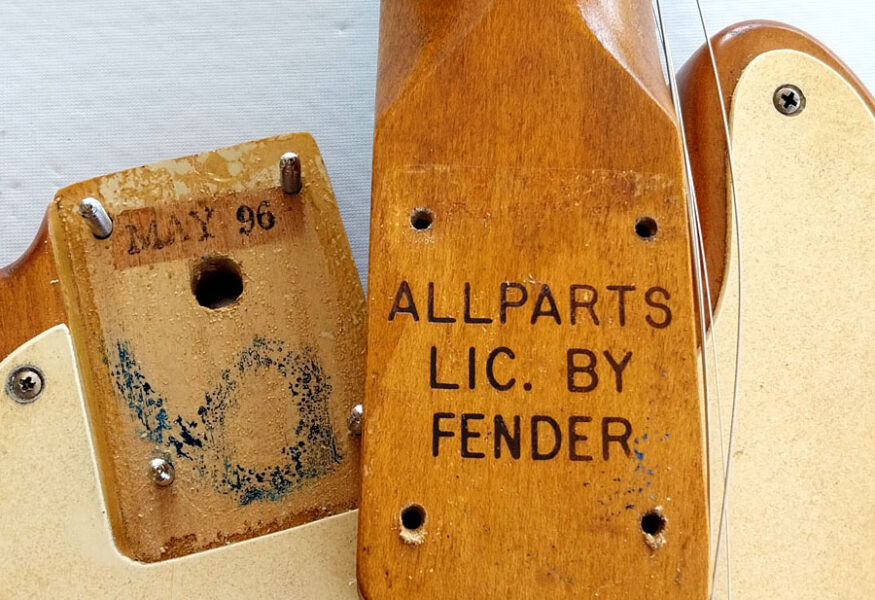 MAY 96
ALLPARTS
LIC. BY
FENDER